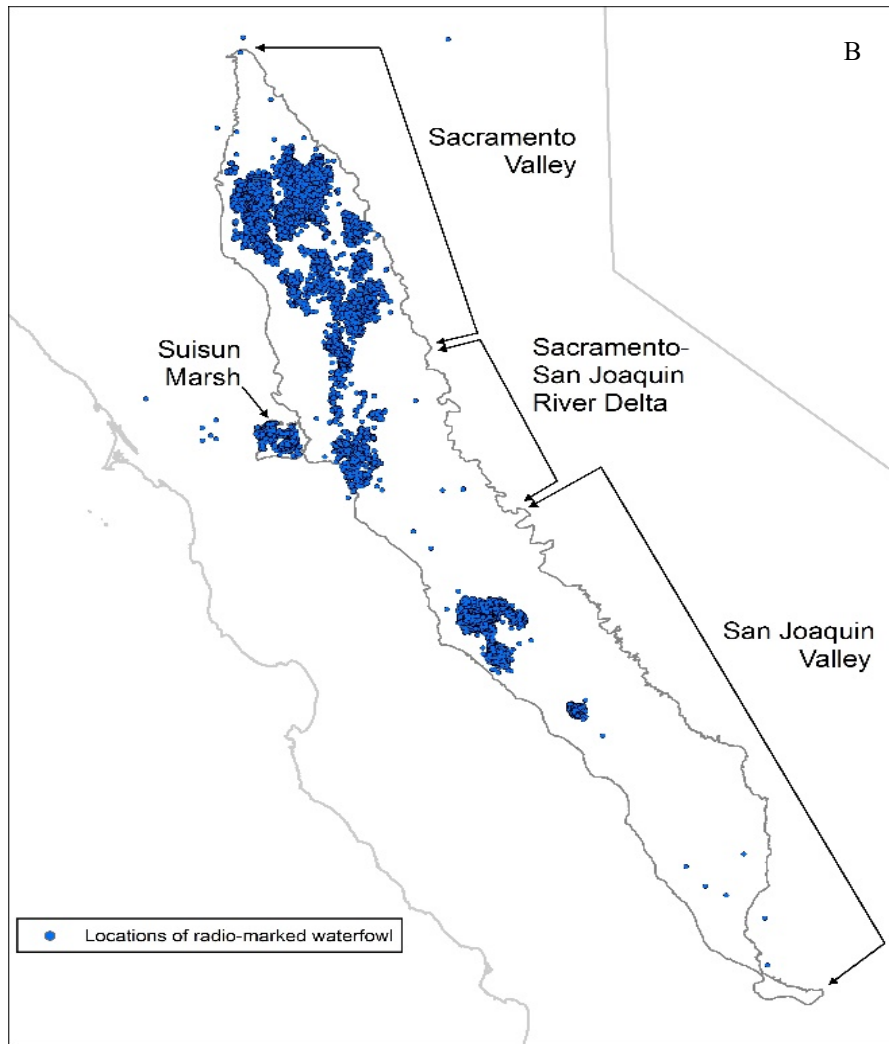 B
Sacramento
Valley
Suisun
Marsh
Sacramento-
San Joaquin
River Delta
San Joaquin
Valley
Locations of radio-marked waterfowl